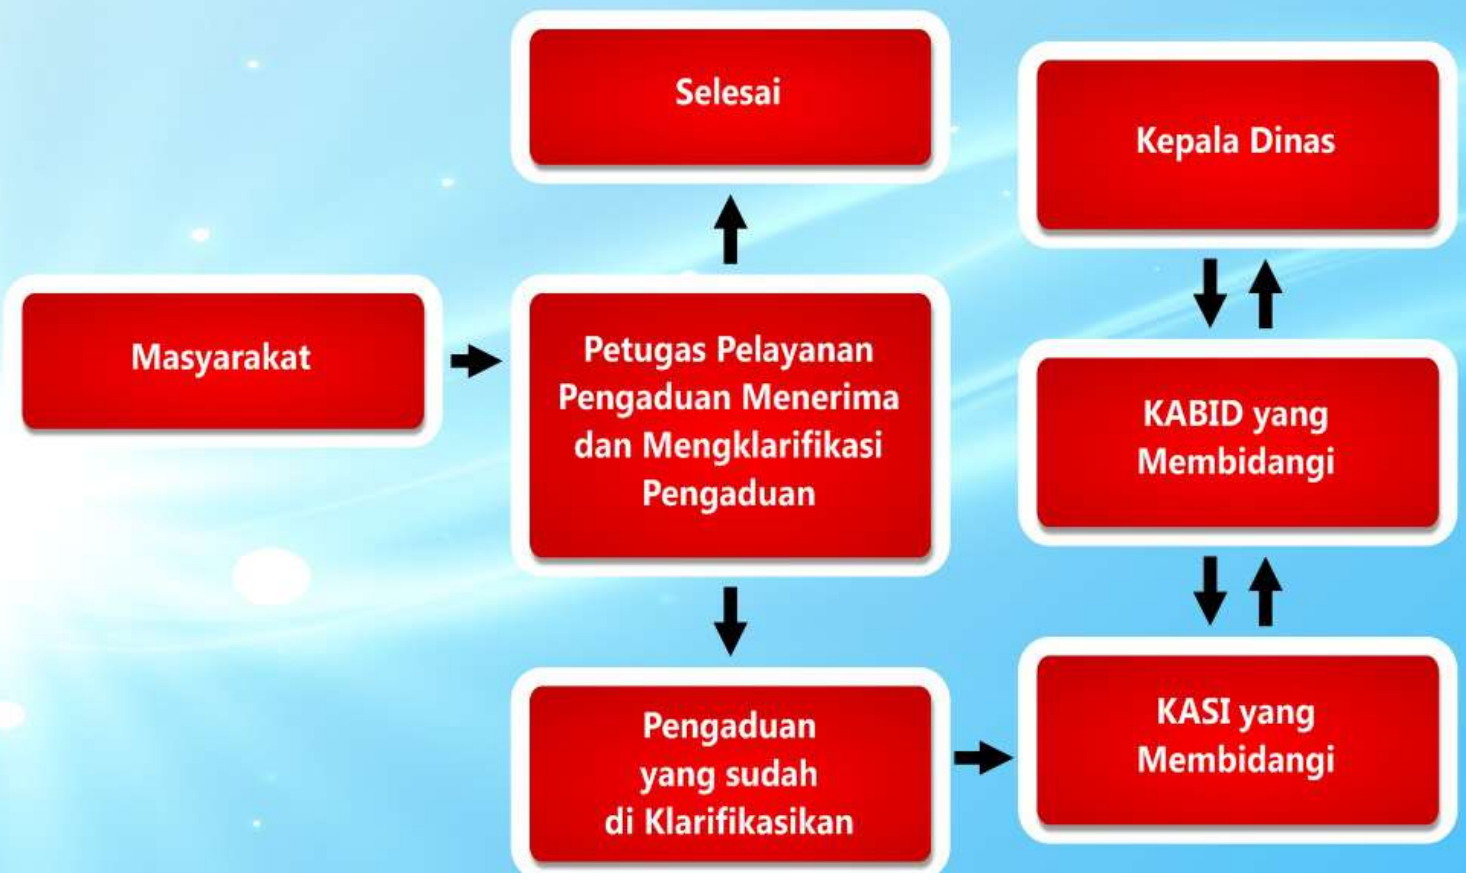 Selesai
Kepala Dinas
Masyarakat
Petugas Pelayanan
Pengaduan Menerima
dan Mengklarifikasi
Pengaduan
KABID yang
Membidangi
Pengaduan
yang sudah
di Klarifikasikan
KASI yang
Membidangi